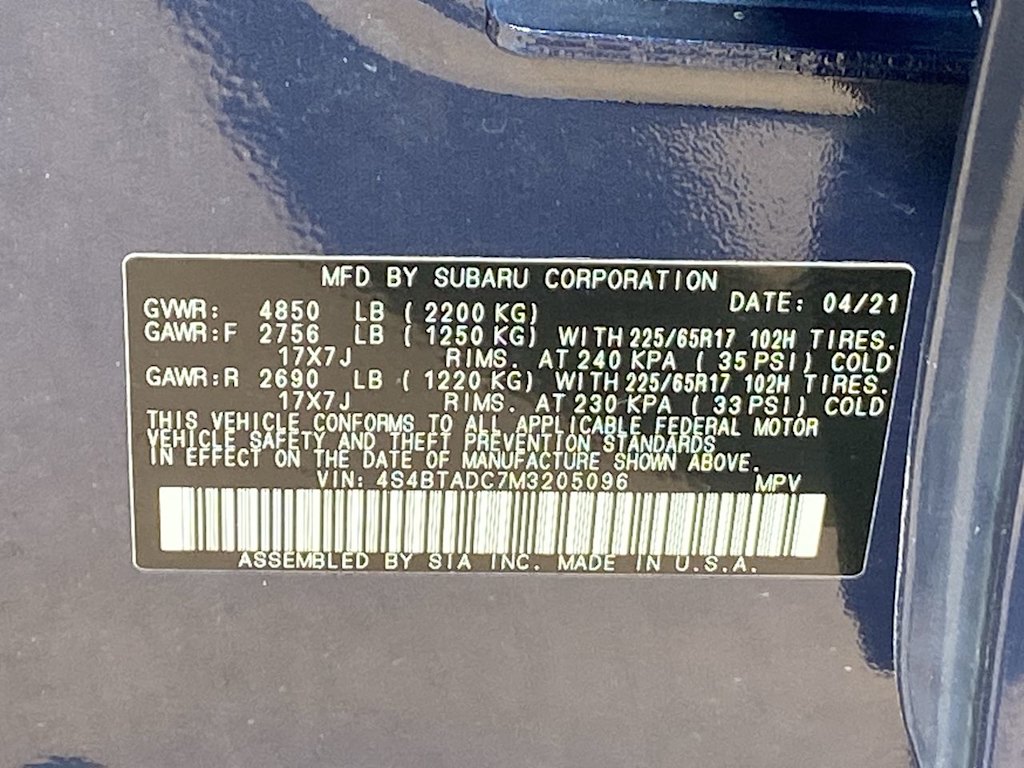 MFD BY SUBARU CORPORATION
DATE: 04/21
GVWR: 4850 LB ( 2200 KG)
GAWR:F 2756 LB ( 1250 KG) WITH 225/65R17 102H TIRES.
17X7J RIMS. AT 240 KPA ( 35 PSI) COLD
GAWR:R 2690 LB ( 1220 KG) WITH 225/65R17 102H TIRES.
17X7J RIMS. AT 230 KPA ( 33 PSI) COLD
THIS VEHICLE CONFORMS TO ALL APPLICABLE FEDERAL MOTOR
VEHICLE SAFETY AND THEFT PREVENTION STANDARDS
IN EFFECT ON THE DATE OF MANUFACTURE SHOWN ABOVE.
VIN: 4S4BTADC7M3205096 MPV
ASSEMBLED BY SIA INC. MADE IN U.S.A.